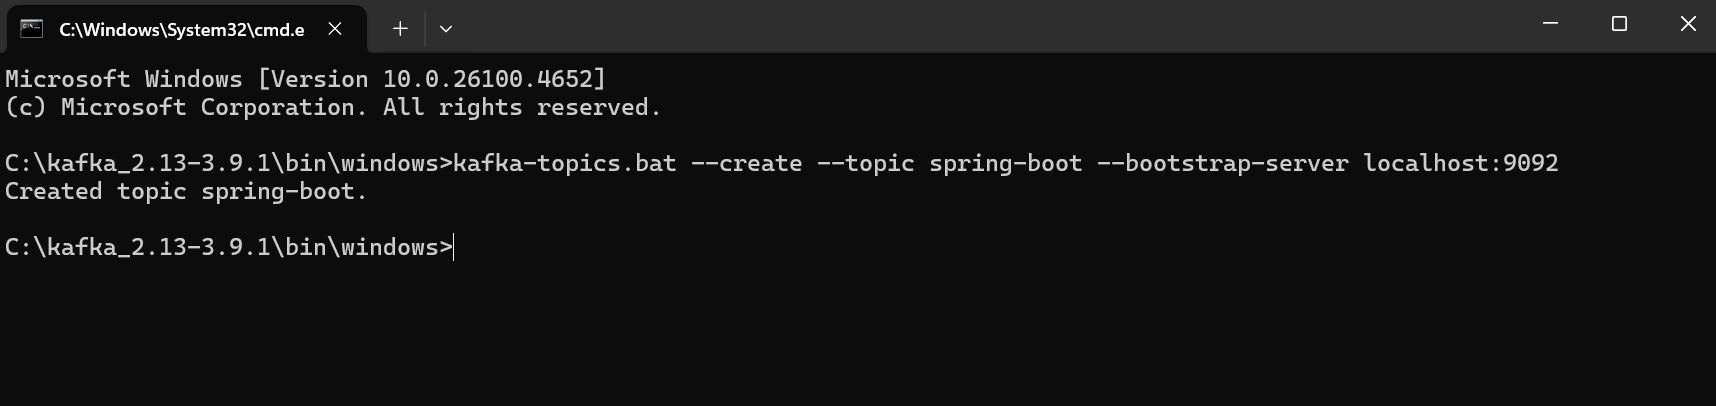 C:\Windows\System32\cmd.e
Microsoft Windows [Version 10.0.26100.4652]
(c) Microsoft Corporation. All rights reserved.
C:\kafka_2.13-3.9.1\bin\windows>kafka-topics.bat --create --topic spring-boot --bootstrap-server localhost:9092
Created topic spring-boot.
C:\kafka_2.13-3.9.1\bin\windows>